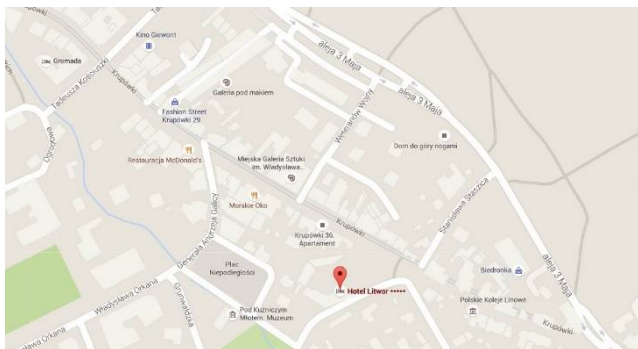 Kino Giewont
Gromada
Tadeusza Kościuszki
Krupówki
aleja 3 Maja
Galeria pod makiem
Fashion Street
Krupówki 29
aleja 3 Maja
Weteranów Wojny
Ogrodowa
Restauracja McDonald's
Miejska Galeria Sztuki
im. Władysława...
Dom do góry nogami
Morskie Oko
Stanisława Staszica
Generała Andrzeja Galicy
Krupówki
Krupówki 36.
Apartament
Plac
Niepodległości
Biedronka
aleja 3 Maja
Hotel Litwor *****
Władysława Orkana
Grunwaldzka
Polskie Koleje Linowe
Władysława Orkana
Pod Kuźniczym
Młotem. Muzeum
Krupówki